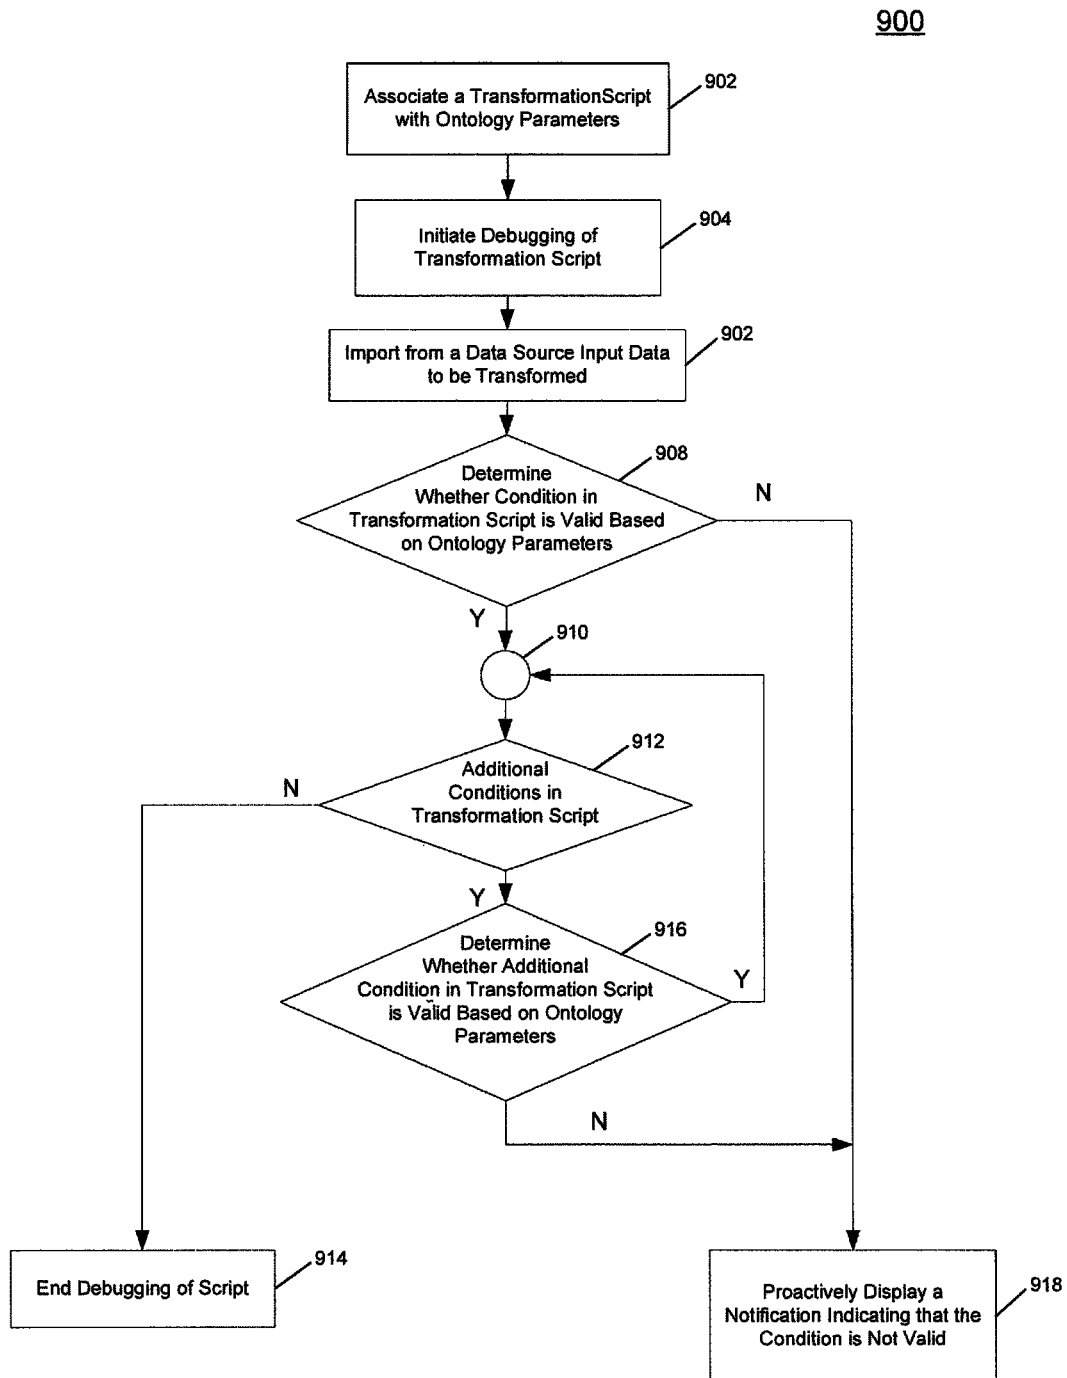 900
902
Associate a TransformationScript
with Ontology Parameters
904
Initiate Debugging of
Transformation Script
902
Import from a Data Source Input Data
to be Transformed
908
Determine
Whether Condition in
Transformation Script is Valid Based
on Ontology Parameters
N
Y
910
912
Additional
Conditions in
Transformation Script
N
Y
916
Determine
Whether Additional
Condition in Transformation Script
is Valid Based on Ontology
Parameters
Y
N
914
End Debugging of Script
918
Proactively Display a
Notification Indicating that the
Condition is Not Valid